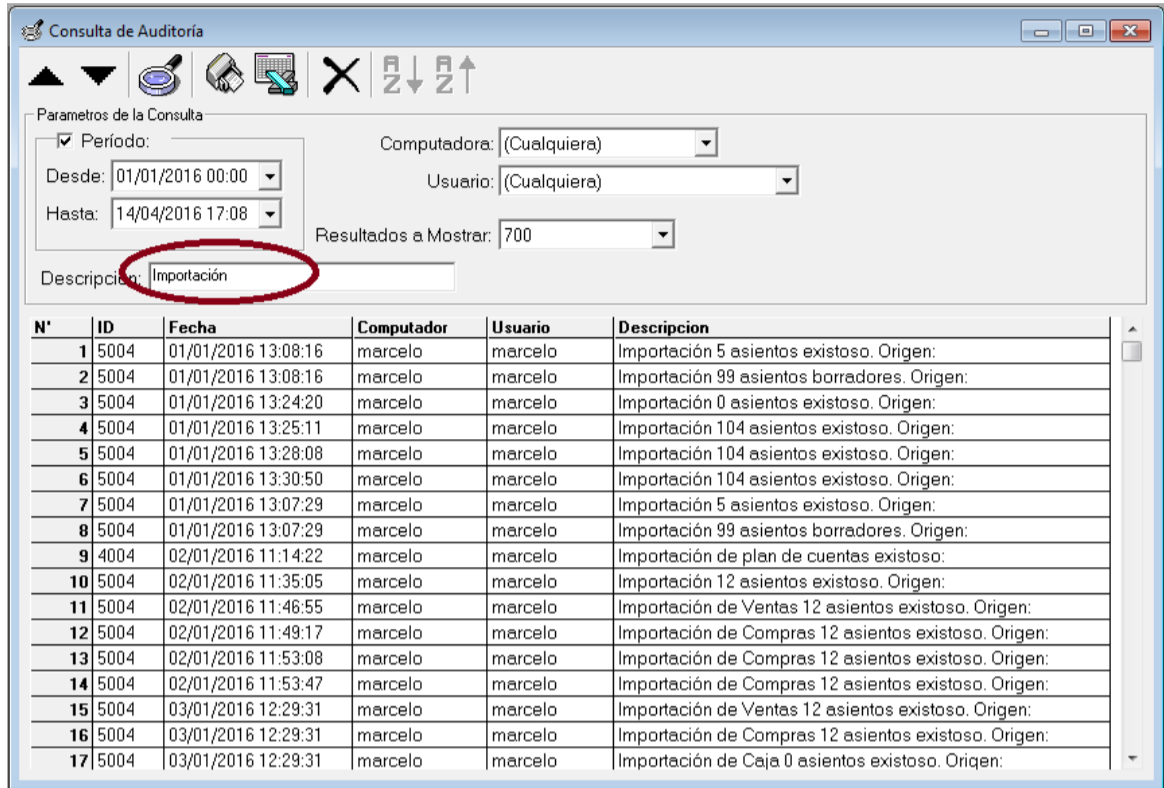 Consulta de Auditoría
A Z A Z
Parametros de la Consulta
Período:
Computadora: (Cualquiera)
Desde: 01/01/2016 00:00
Usuario: (Cualquiera)
Hasta: 14/04/2016 17:08
Resultados a Mostrar: 700
Descripción: Importación
N' ID Fecha Computador Usuario Descripcion
1 5004 01/01/2016 13:08:16 marcelo marcelo Importación 5 asientos existoso. Origen:
2 5004 01/01/2016 13:08:16 marcelo marcelo Importación 99 asientos borradores. Origen:
3 5004 01/01/2016 13:24:20 marcelo marcelo Importación 0 asientos existoso. Origen:
4 5004 01/01/2016 13:25:11 marcelo marcelo Importación 104 asientos existoso. Origen:
5 5004 01/01/2016 13:28:08 marcelo marcelo Importación 104 asientos existoso. Origen:
6 5004 01/01/2016 13:30:50 marcelo marcelo Importación 104 asientos existoso. Origen:
7 5004 01/01/2016 13:07:29 marcelo marcelo Importación 5 asientos existoso. Origen:
8 5004 01/01/2016 13:07:29 marcelo marcelo Importación 99 asientos borradores. Origen:
9 4004 02/01/2016 11:14:22 marcelo marcelo Importación de plan de cuentas existoso:
10 5004 02/01/2016 11:35:05 marcelo marcelo Importación 12 asientos existoso. Origen:
11 5004 02/01/2016 11:46:55 marcelo marcelo Importación de Ventas 12 asientos existoso. Origen:
12 5004 02/01/2016 11:49:17 marcelo marcelo Importación de Compras 12 asientos existoso. Origen:
13 5004 02/01/2016 11:53:08 marcelo marcelo Importación de Compras 12 asientos existoso. Origen:
14 5004 02/01/2016 11:53:47 marcelo marcelo Importación de Compras 12 asientos existoso. Origen:
15 5004 03/01/2016 12:29:31 marcelo marcelo Importación de Ventas 12 asientos existoso. Origen:
16 5004 03/01/2016 12:29:31 marcelo marcelo Importación de Compras 12 asientos existoso. Origen:
17 5004 03/01/2016 12:29:31 marcelo marcelo Importación de Caja 0 asientos existoso. Origen: